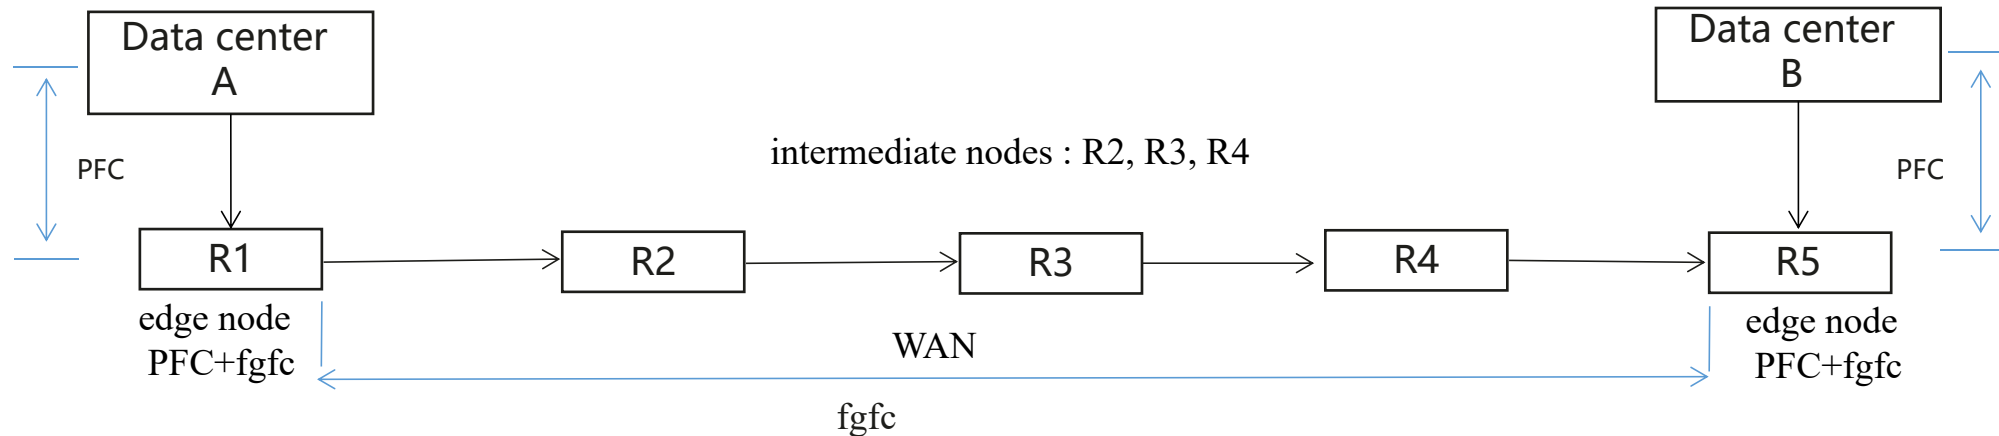 Data center
A
Data center
B
intermediate nodes : R2, R3, R4
PFC
PFC
R1
R2
R3
R4
R5
edge node
PFC+fgfc
WAN
edge node
PFC+fgfc
fgfc